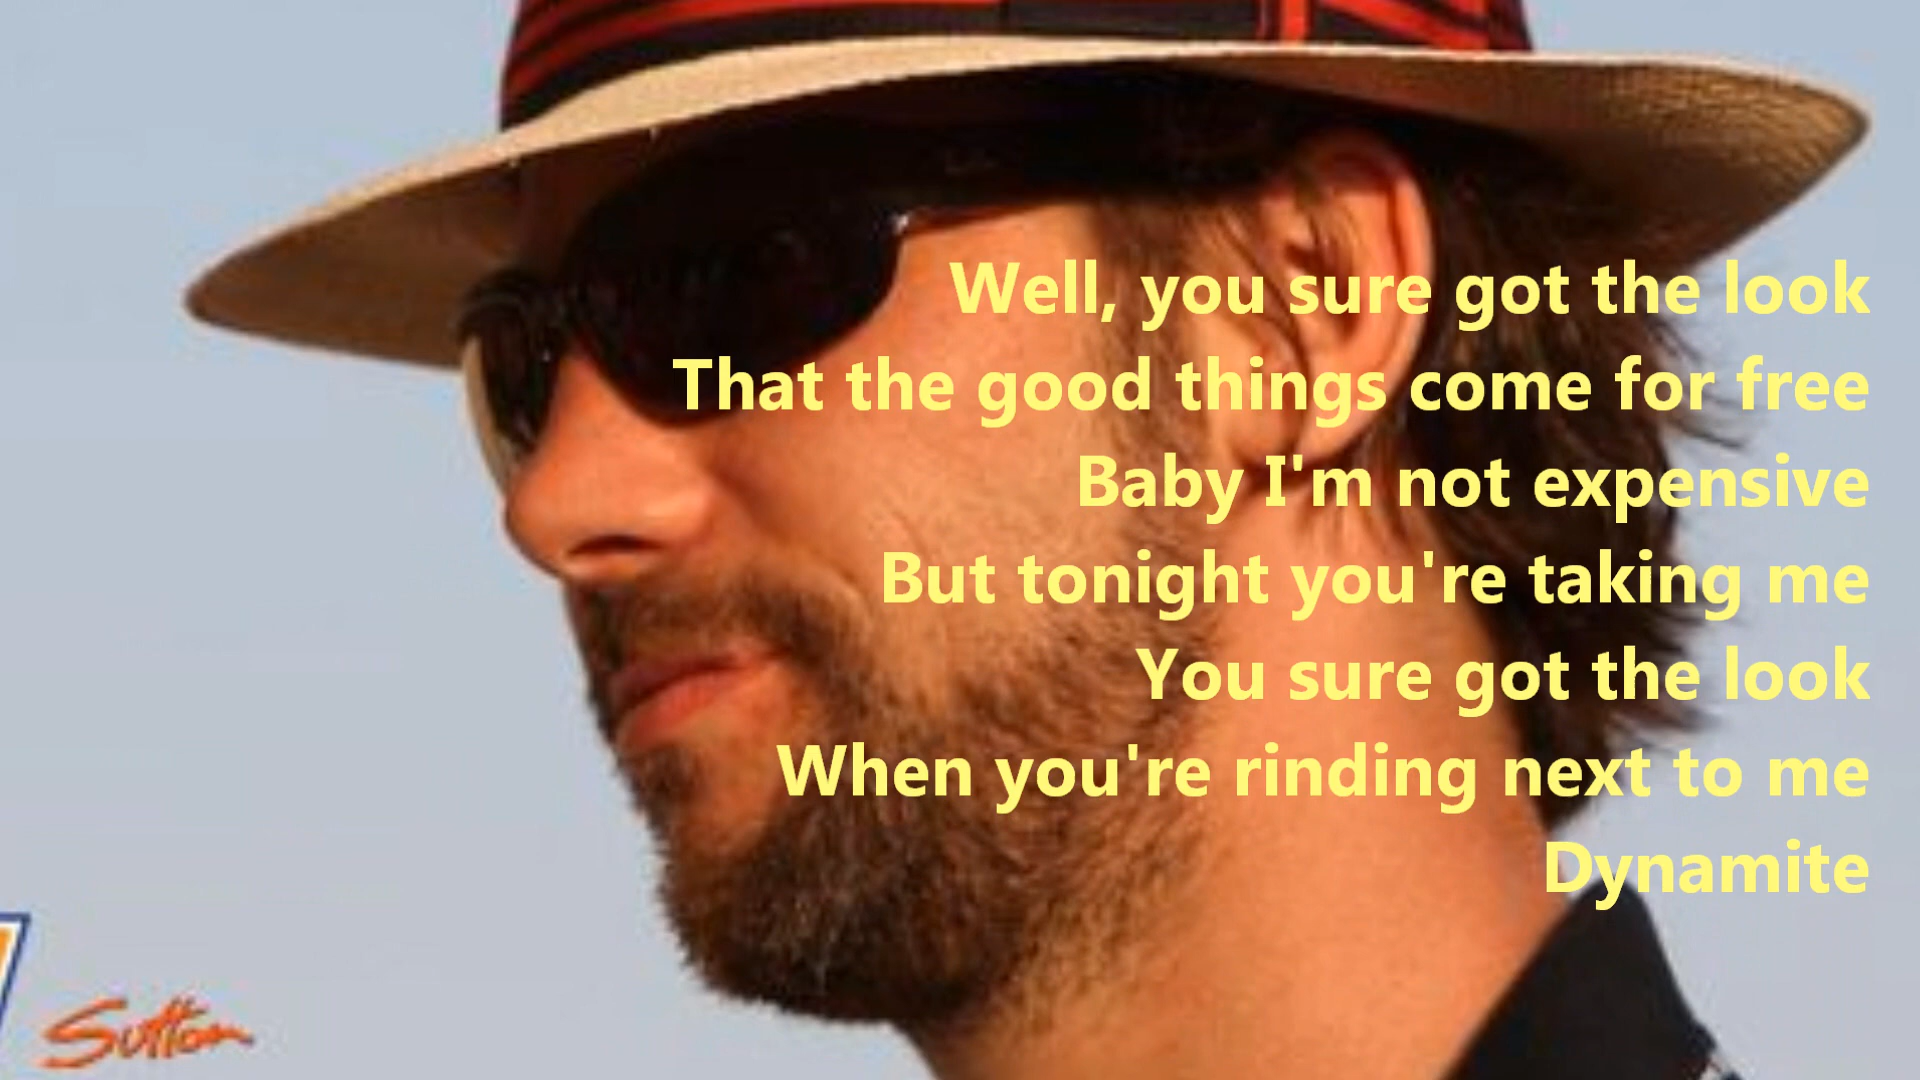 Well, you sure got the look
That the good things come for free
Baby I'm not expensive
But tonight you're taking me
You sure got the look
When you're rinding next to me
Dynamite
Sutton